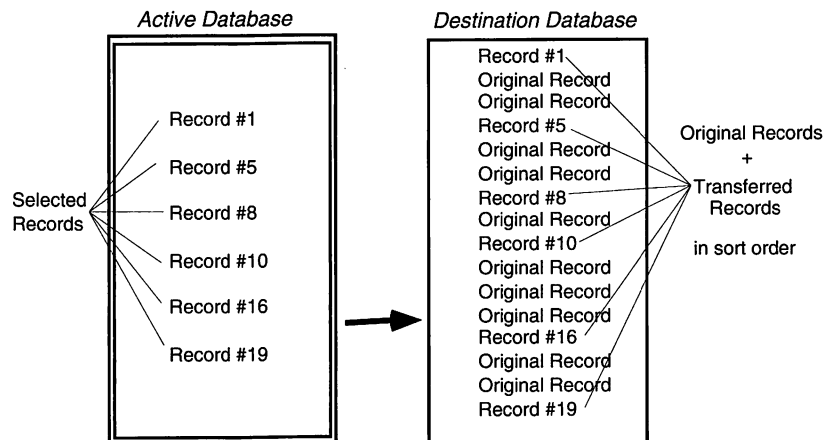 Active Database
Destination Database
Selected
Records
Record #1
Record #5
Record #8
Record #10
Record #16
Record #19
Record #1
Original Record
Original Record
Record #5
Original Record
Original Record
Record #8
Original Record
Record #10
Original Record
Original Record
Original Record
Record #16
Original Record
Original Record
Record #19
Original Records
+
Transferred
Records
in sort order